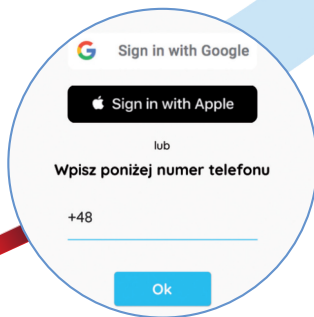 Sign in with Google
Sign in with Apple
lub
Wpisz poniżej numer telefonu
+48
Ok